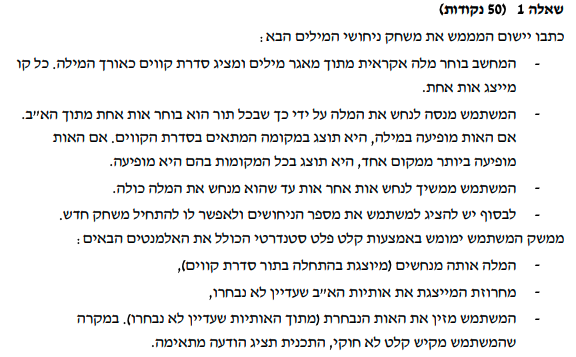 שאלה 1 (50 נקודות)
כתבו יישום המממש את משחק ניחושי המילים הבא:
- המחשב בוחר מלה אקראית מתוך מאגר מילים ומציג סדרת קווים כאורך המילה. כל קו
מייצג אות אחת.
- המשתמש מנסה לנחש את המלה על ידי כך שבכל תור הוא בוחר אות אחת מתוך הא"ב.
אם האות מופיעה במילה, היא תוצג במקומה המתאים בסדרת הקווים. אם האות
מופיעה ביותר ממקום אחד, היא תוצג בכל המקומות בהם היא מופיעה.
- המשתמש ממשיך לנחש אות אחר אות עד שהוא מנחש את המלה כולה.
- לבסוף יש להציג למשתמש את מספר הניחושים ולאפשר לו להתחיל משחק חדש.
ממשק המשתמש ימומש באמצעות קלט פלט סטנדרטי הכולל את האלמנטים הבאים:
- המלה אותה מנחשים (מיוצגת בהתחלה בתור סדרת קווים),
- מחרוזת המייצגת את אותיות הא"ב שעדיין לא נבחרו,
- המשתמש מזין את האות הנבחרת (מתוך האותיות שעדיין לא נבחרו). במקרה
שהמשתמש מקיש קלט לא חוקי, התכנית תציג הודעה מתאימה.